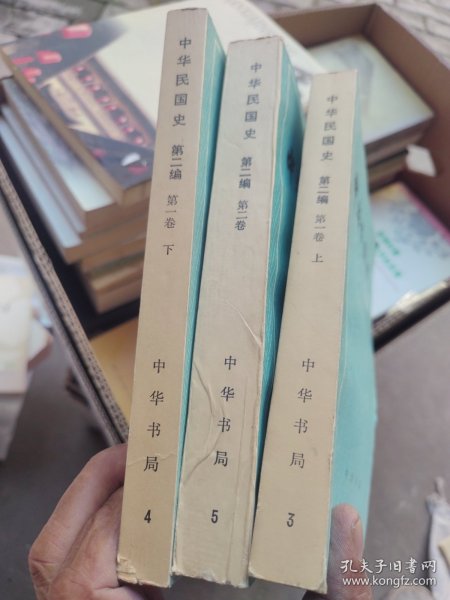 中华民国史 第二编 第一卷 下 中华书局 4
中华民国史 第二编 第二卷 中华书局 5
中华民国史 第二编 第一卷 上 中华书局 3
孔夫子旧书网
www.kongfz.com